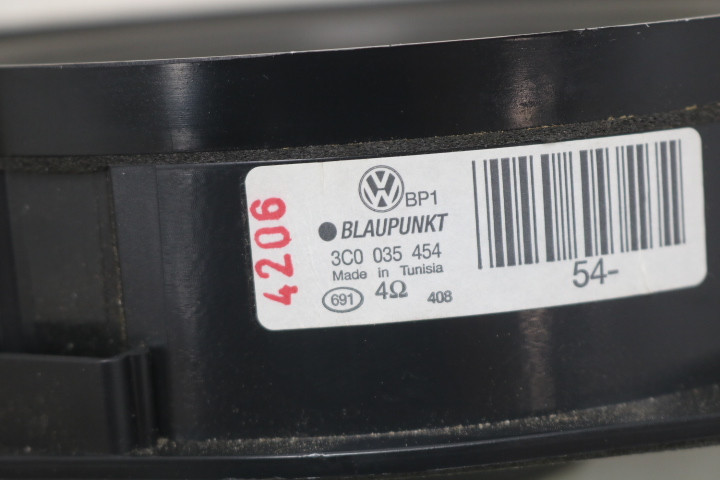 4206
BP1
BLAUPUNKT
3C0 035 454
Made in Tunisia
691 4Ω 408
54-